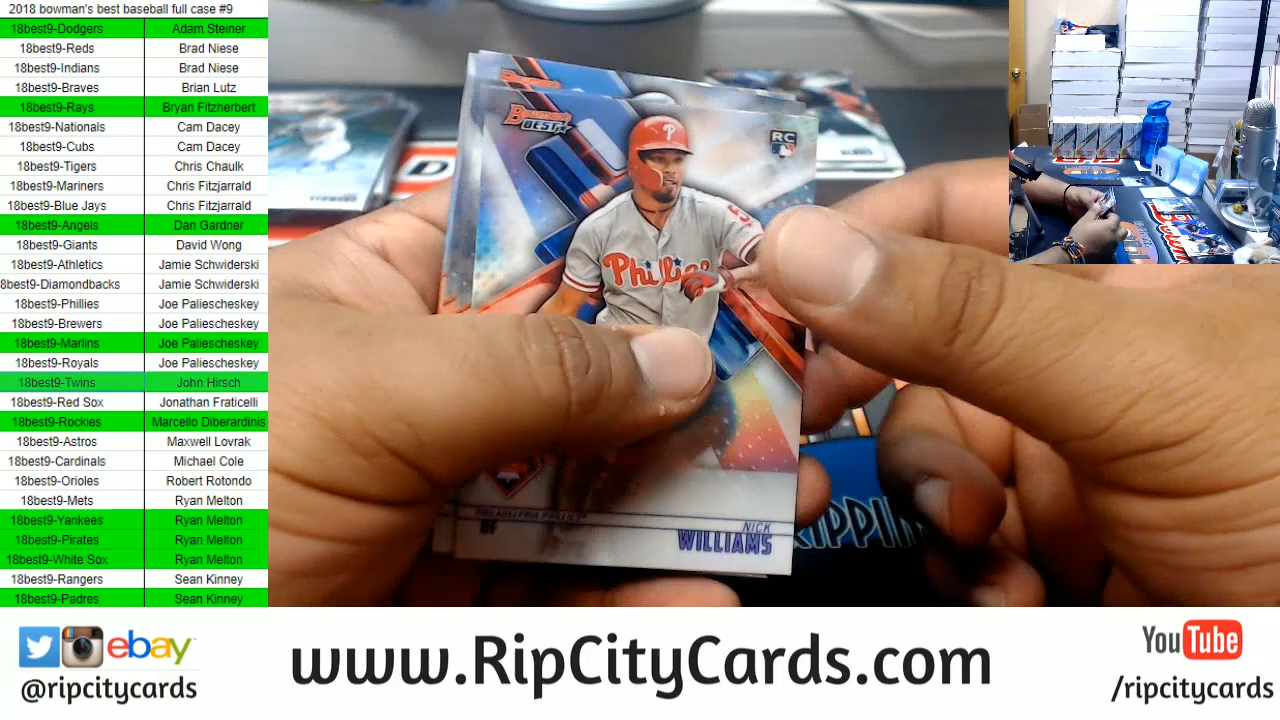 2018 bowman's best baseball full case #9
18best9-Dodgers Adam Steiner
18best9-Reds Brad Niese
18best9-Indians Brad Niese
18best9-Braves Brian Lutz
18best9-Rays Bryan Fitzherbert
18best9-Nationals Cam Dacey
18best9-Cubs Cam Dacey
18best9-Tigers Chris Chaulk
18best9-Mariners Chris Fitzjarrald
18best9-Blue Jays Chris Fitzjarrald
18best9-Angels Dan Gardner
18best9-Giants David Wong
18best9-Athletics Jamie Schwiderski
8best9-Diamondbacks Jamie Schwiderski
18best9-Phillies Joe Paliescheskey
18best9-Brewers Joe Paliescheskey
18best9-Marlins Joe Paliescheskey
18best9-Royals Joe Paliescheskey
18best9-Twins John Hirsch
18best9-Red Sox Jonathan Fraticelli
18best9-Rockies Marcello Diberardinis
18best9-Astros Maxwell Lovrak
18best9-Cardinals Michael Cole
18best9-Orioles Robert Rotondo
18best9-Mets Ryan Melton
18best9-Yankees Ryan Melton
18best9-Pirates Ryan Melton
18best9-White Sox Ryan Melton
18best9-Rangers Sean Kinney
18best9-Padres Sean Kinney
Bowman's
BEST
RC
P
Phillies
5
PHILADELPHIA PHILLIES
OF
NICK
WILLIAMS
RIPPIN
ebay
@ripcitycards
www.RipCityCards.com
YouTube
/ripcitycards